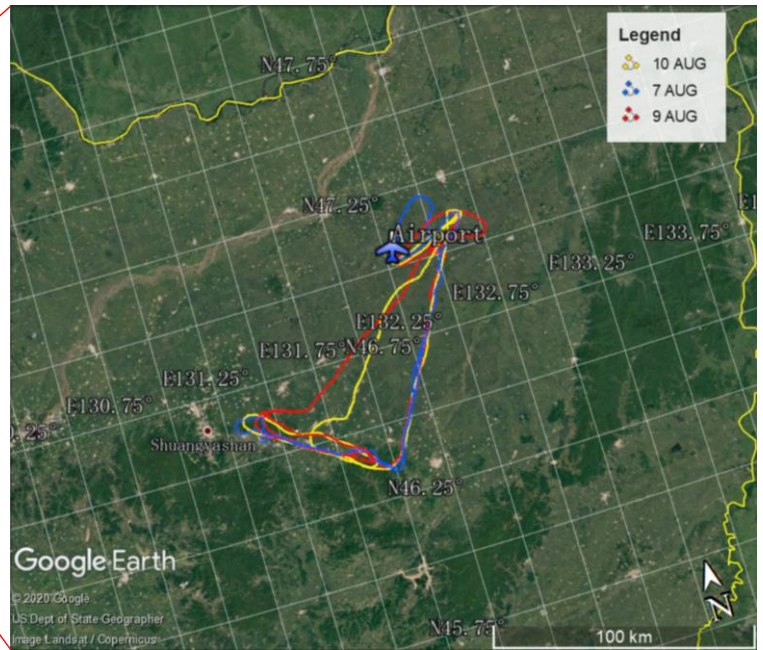 Legend
10 AUG
7 AUG
9 AUG
N47.75°
N47.25°
Airport
E133.75°
E133.25°
E132.75°
E132.25°
E131.75°
N46.75°
E131.25°
E130.75°
Shuangyashan
N46.25°
Google Earth
© 2020 Google
US Dept of State Geographer
Image Landsat / Copernicus
N45.75°
100 km
N